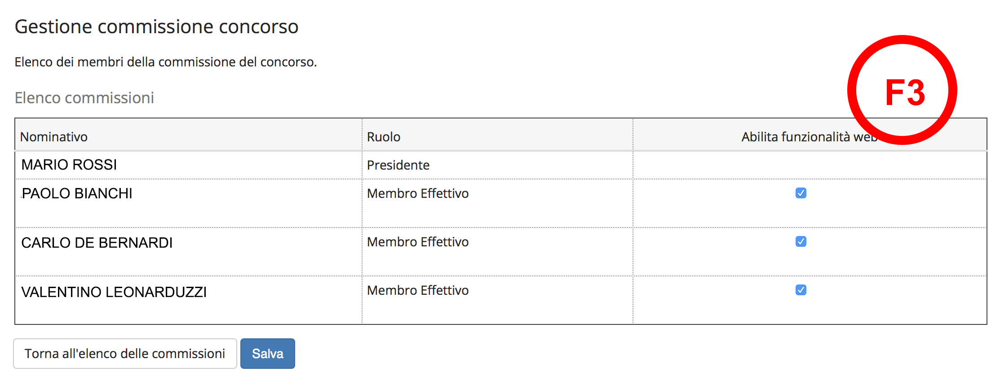 Gestione commissione concorso
Elenco dei membri della commissione del concorso.
F3
Elenco commissioni
Nominativo Ruolo Abilita funzionalità web
MARIO ROSSI Presidente
PAOLO BIANCHI Membro Effettivo
CARLO DE BERNARDI Membro Effettivo
VALENTINO LEONARDUZZI Membro Effettivo
Torna all'elenco delle commissioni Salva